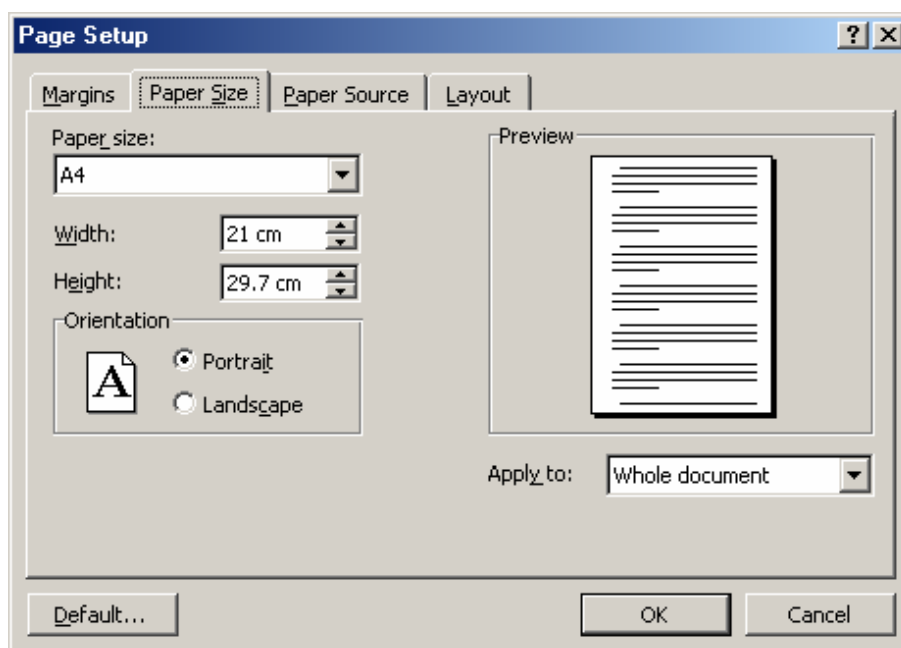 Page Setup
Margins Paper Size Paper Source Layout
Paper size:
A4
Width: 21 cm
Height: 29.7 cm
Orientation
A
Portrait
Landscape
Preview
Apply to: Whole document
Default... OK Cancel